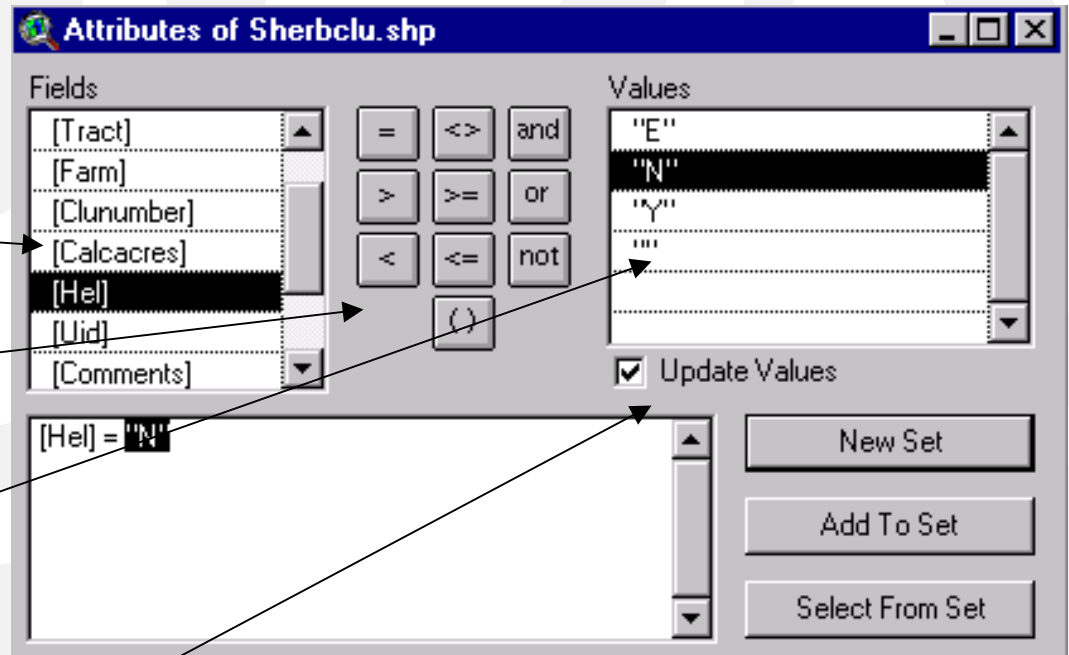 Attributes of Sherbclu.shp
Fields
Values
[Tract]
[Farm]
[Clunumber]
[Calcacres]
[Hel]
[Uid]
[Comments]
= <> and
> >= or
< <= not
( )
"E"
"N"
"Y"
""
Update Values
[Hel] = "N"
New Set
Add To Set
Select From Set